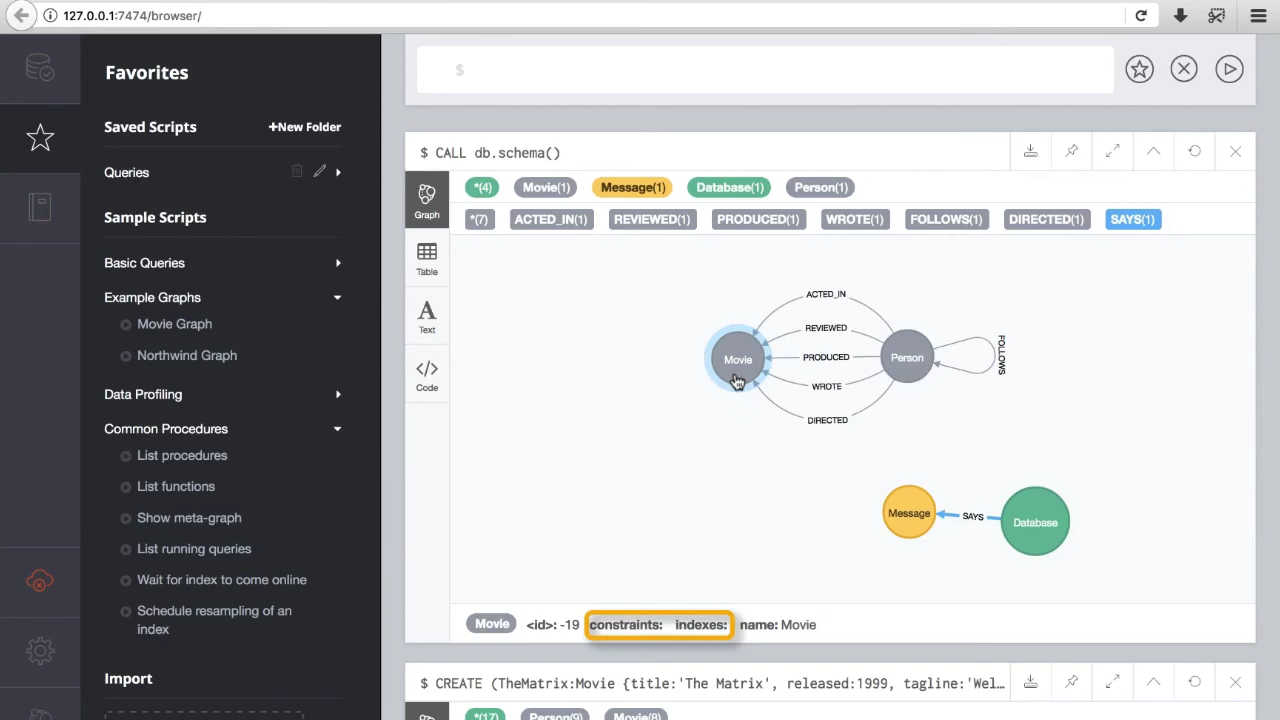 127.0.0.1:7474/browser/
Favorites
Saved Scripts
+New Folder
Queries
Sample Scripts
Basic Queries
Example Graphs
Movie Graph
Northwind Graph
Data Profiling
Common Procedures
List procedures
List functions
Show meta-graph
List running queries
Wait for index to come online
Schedule resampling of an
index
Import
$
$ CALL db.schema()
Graph
Table
Text
Code
*(4) Movie(1) Message(1) Database(1) Person(1)
*(7) ACTED_IN(1) REVIEWED(1) PRODUCED(1) WROTE(1) FOLLOWS(1) DIRECTED(1) SAYS(1)
ACTED_IN
REVIEWED
Movie
PRODUCED
Person
FOLLOWS
WROTE
DIRECTED
Message
SAYS
Database
Movie <id>: -19 constraints: indexes: name: Movie
$ CREATE (TheMatrix:Movie {title:'The Matrix', released:1999, tagline:'Wel…
*(17) Person(9) Movie(8)